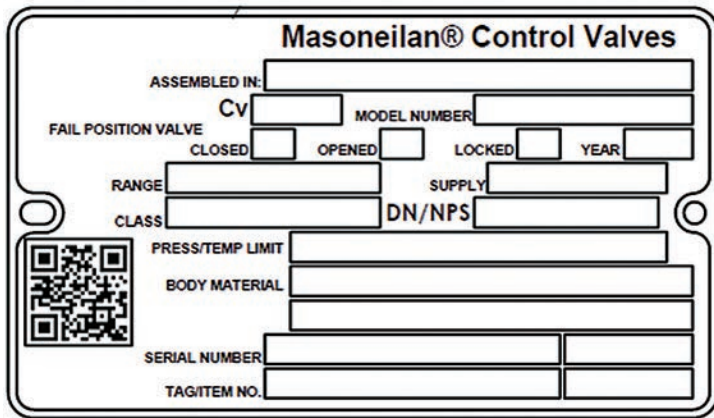 Masoneilan® Control Valves
ASSEMBLED IN:
Cv MODEL NUMBER
FAIL POSITION VALVE
CLOSED OPENED LOCKED YEAR
RANGE SUPPLY
CLASS DN/NPS
PRESS/TEMP LIMIT
BODY MATERIAL
SERIAL NUMBER
TAG/ITEM NO.